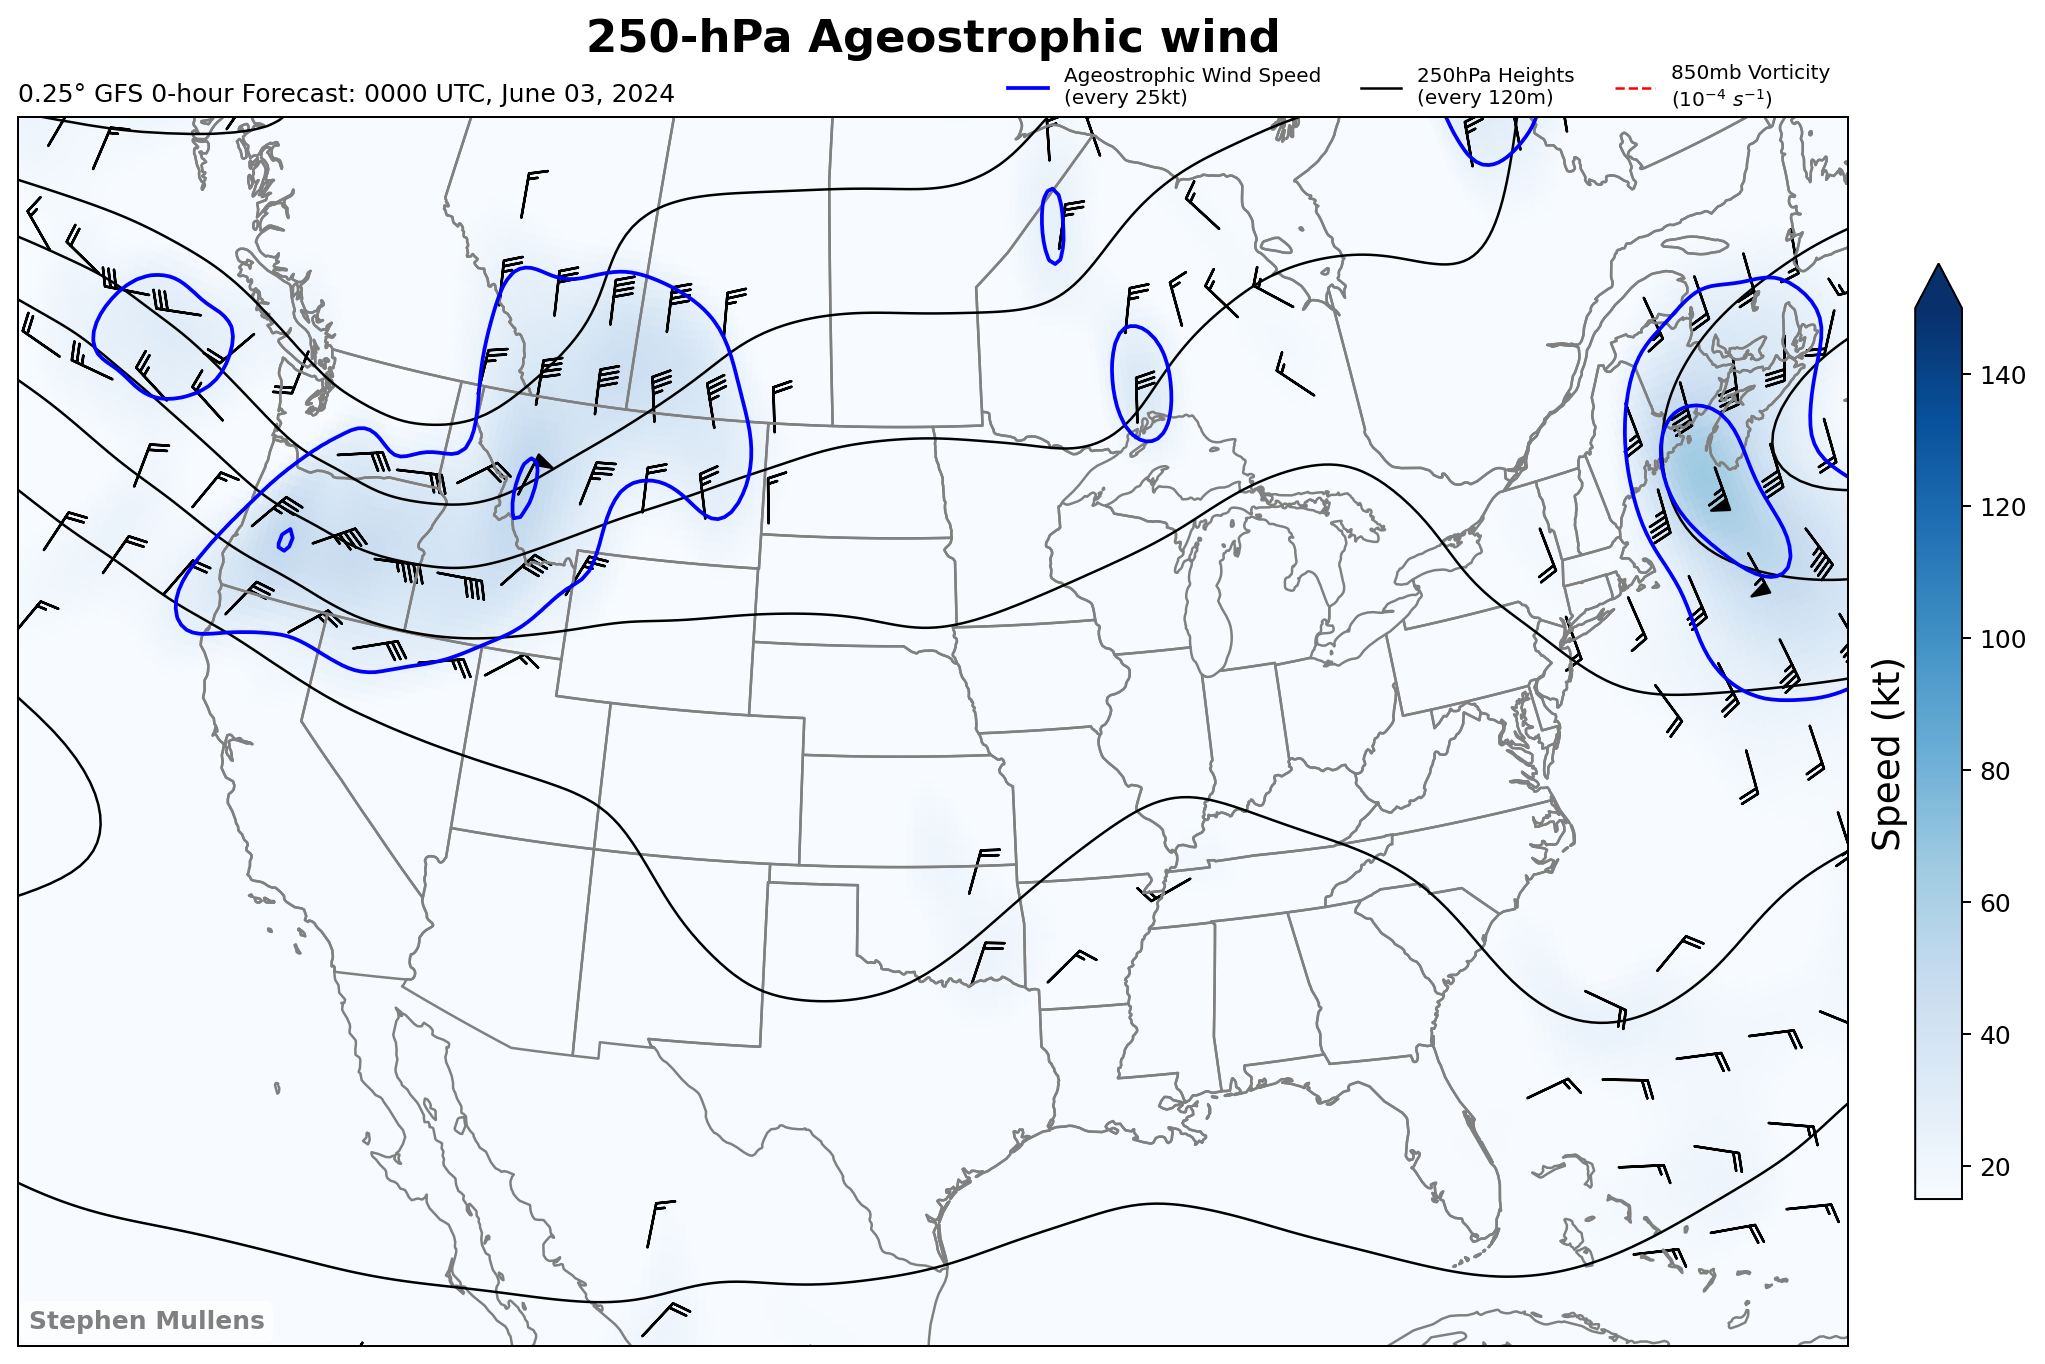 250-hPa Ageostrophic wind
0.25° GFS 0-hour Forecast: 0000 UTC, June 03, 2024
Ageostrophic Wind Speed
(every 25kt)
250hPa Heights
(every 120m)
850mb Vorticity
(10⁻⁴ s⁻¹)
140
120
100
80
60
40
20
Speed (kt)
Stephen Mullens